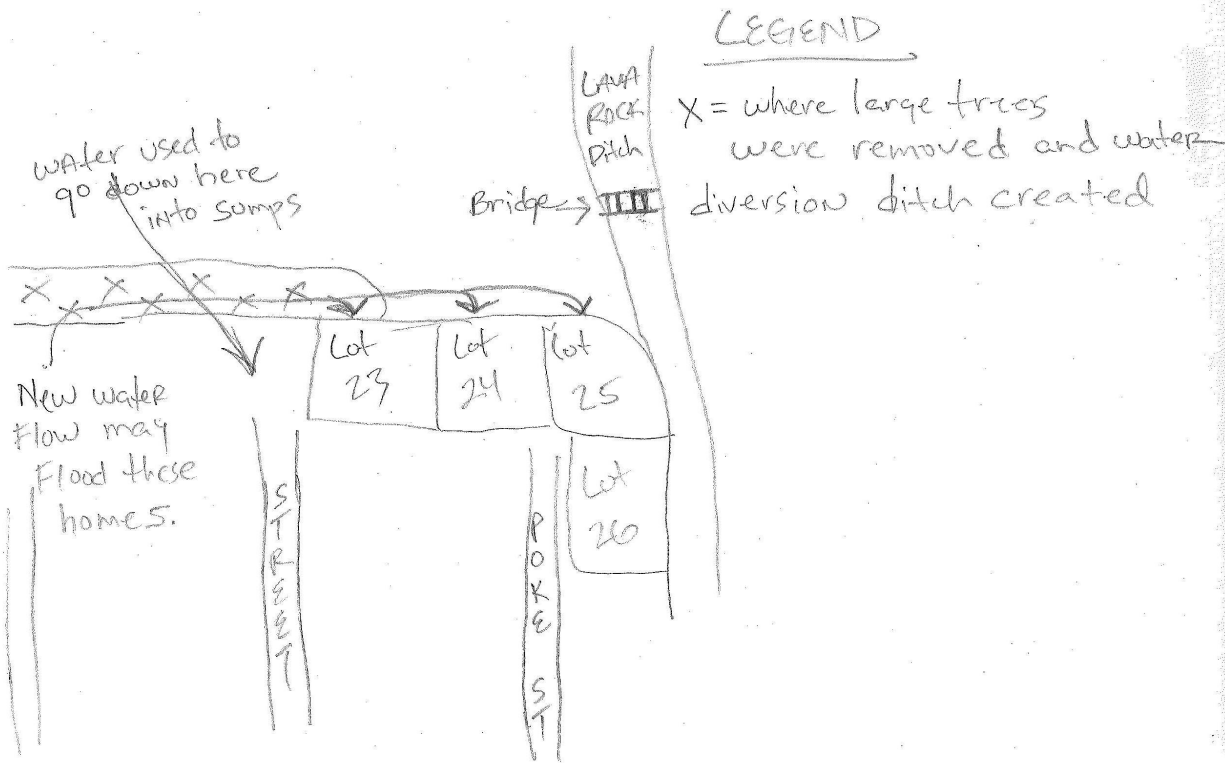 LEGEND
X = where large trees
were removed and water
diversion ditch created
LAVA
ROCK
Ditch
Bridge
water used to
go down here
into sumps
X X X
X X X X
Lot
23
Lot
24
Lot
25
Lot
26
New water
Flow may
Flood these
homes.
STREET
POKE ST